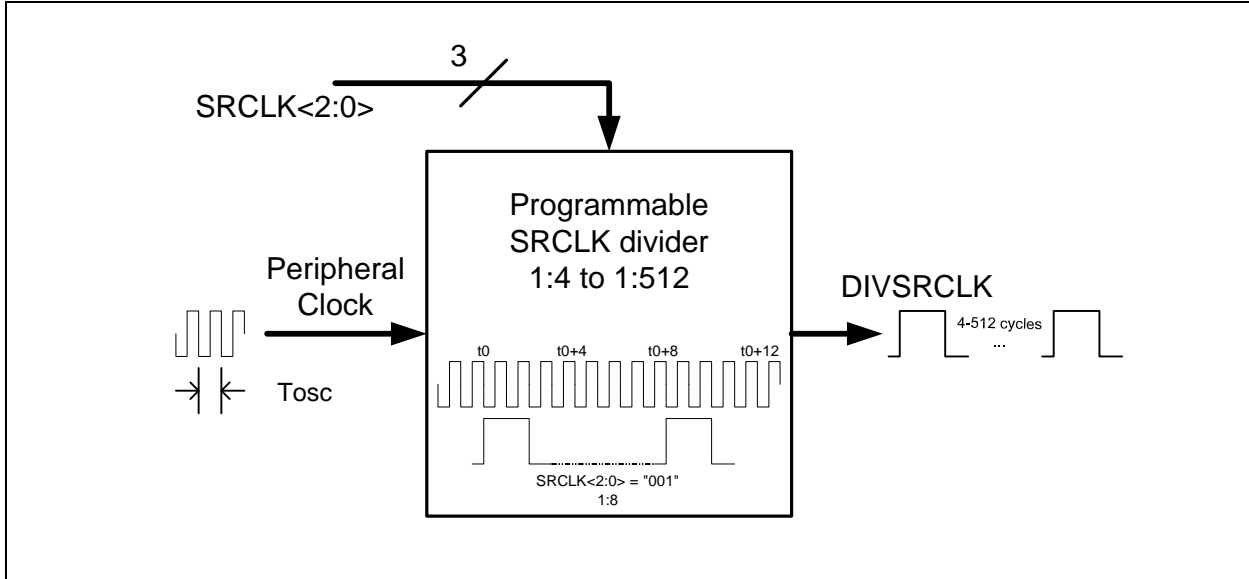 3
SRCLK<2:0>
Programmable
SRCLK divider
1:4 to 1:512
Peripheral
Clock
DIVSRCLK
4-512 cycles
...
t0 t0+4 t0+8 t0+12
Tosc
SRCLK<2:0> = "001"
1:8